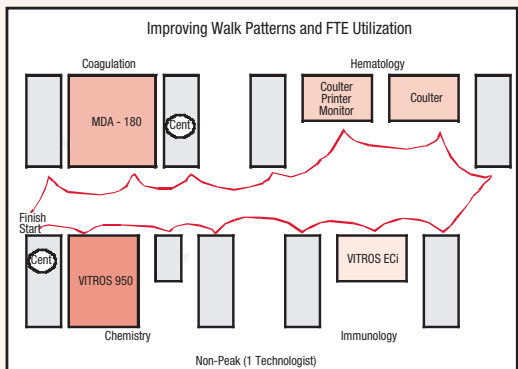 Improving Walk Patterns and FTE Utilization
Coagulation
Hematology
MDA - 180
Cent
Coulter
Printer
Monitor
Coulter
Finish
Start
Cent
VITROS 950
VITROS ECi
Chemistry
Immunology
Non-Peak (1 Technologist)